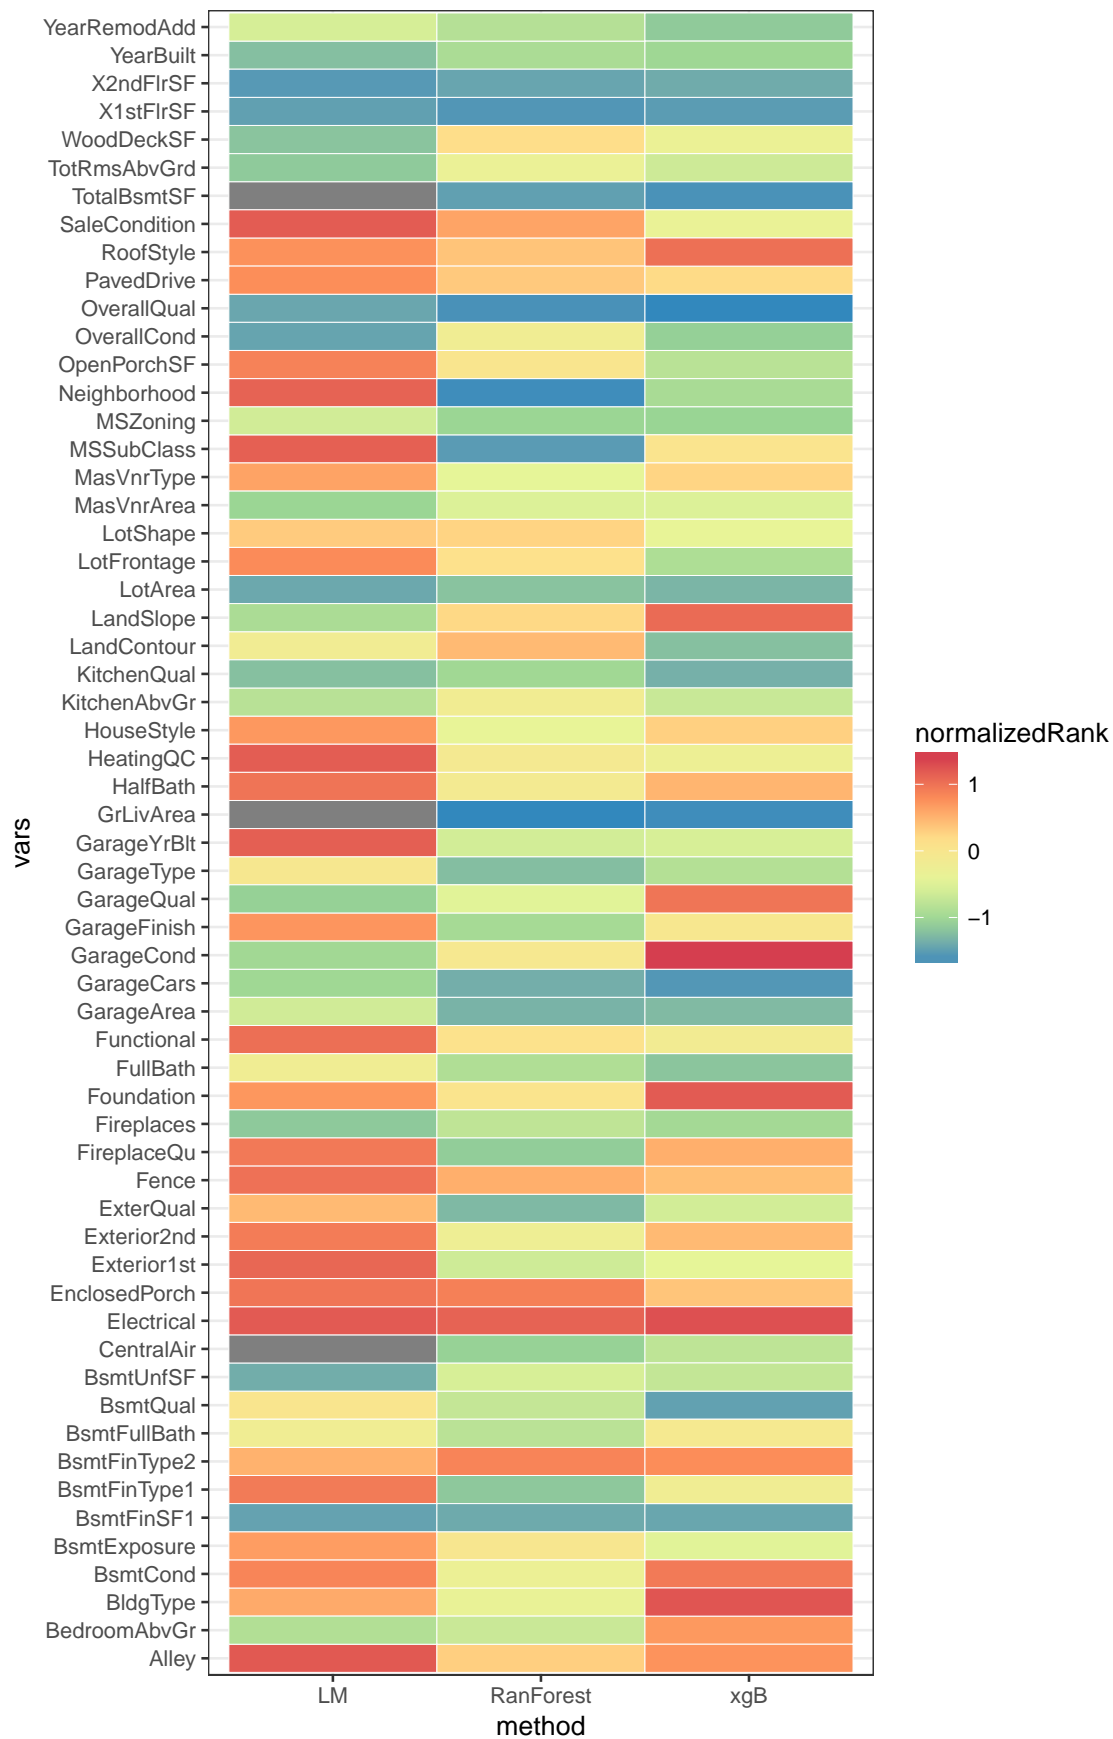 YearRemodAdd
YearBuilt
X2ndFlrSF
X1stFlrSF
WoodDeckSF
TotRmsAbvGrd
TotalBsmtSF
SaleCondition
RoofStyle
PavedDrive
OverallQual
OverallCond
OpenPorchSF
Neighborhood
MSZoning
MSSubClass
MasVnrType
MasVnrArea
LotShape
LotFrontage
LotArea
LandSlope
LandContour
KitchenQual
KitchenAbvGr
HouseStyle
HeatingQC
HalfBath
GrLivArea
GarageYrBlt
GarageType
GarageQual
GarageFinish
GarageCond
GarageCars
GarageArea
Functional
FullBath
Foundation
Fireplaces
FireplaceQu
Fence
ExterQual
Exterior2nd
Exterior1st
EnclosedPorch
Electrical
CentralAir
BsmtUnfSF
BsmtQual
BsmtFullBath
BsmtFinType2
BsmtFinType1
BsmtFinSF1
BsmtExposure
BsmtCond
BldgType
BedroomAbvGr
Alley
vars
LM RanForest xgB
method
normalizedRank
1
0
−1